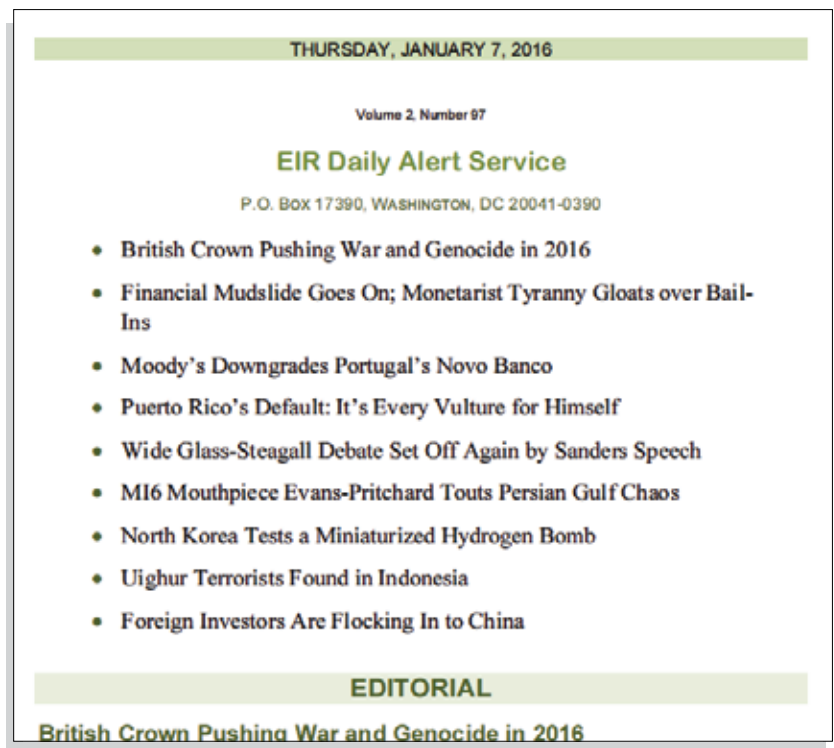 THURSDAY, JANUARY 7, 2016
Volume 2, Number 97
EIR Daily Alert Service
P.O. BOX 17390, WASHINGTON, DC 20041-0390
• British Crown Pushing War and Genocide in 2016
• Financial Mudslide Goes On; Monetarist Tyranny Gloats over Bail-
Ins
• Moody’s Downgrades Portugal’s Novo Banco
• Puerto Rico’s Default: It’s Every Vulture for Himself
• Wide Glass-Steagall Debate Set Off Again by Sanders Speech
• MI6 Mouthpiece Evans-Pritchard Touts Persian Gulf Chaos
• North Korea Tests a Miniaturized Hydrogen Bomb
• Uighur Terrorists Found in Indonesia
• Foreign Investors Are Flocking In to China
EDITORIAL
British Crown Pushing War and Genocide in 2016